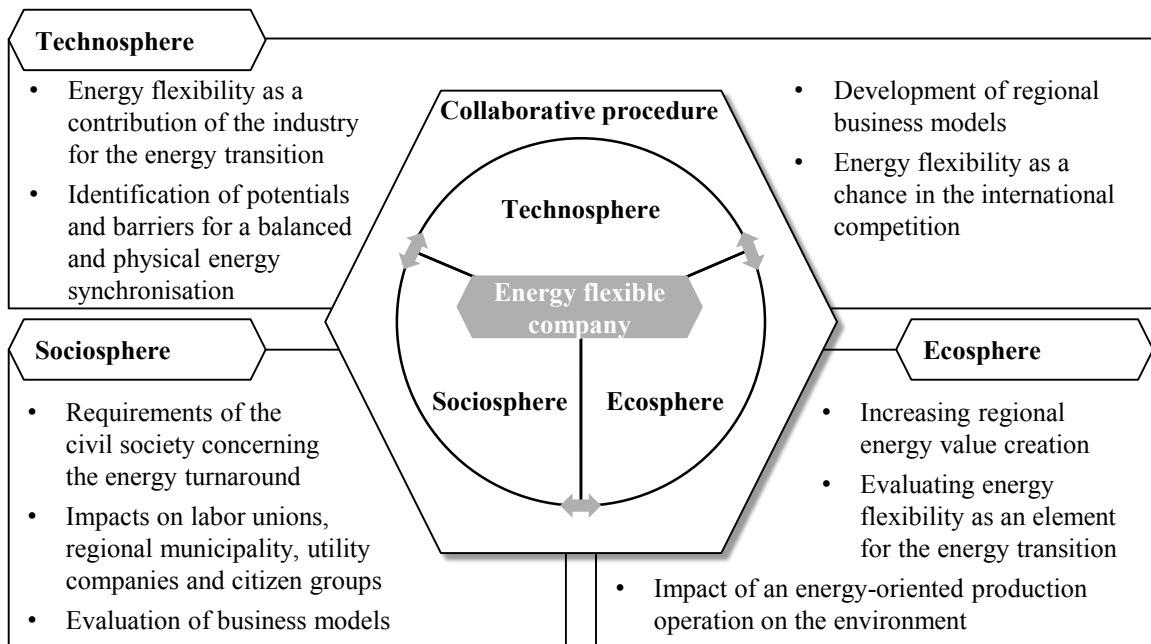 Technosphere
• Energy flexibility as a
contribution of the industry
for the energy transition
• Identification of potentials
and barriers for a balanced
and physical energy
synchronisation
• Development of regional
business models
• Energy flexibility as a
chance in the international
competition
Collaborative procedure
Technosphere
Energy flexible
company
Sociosphere
Ecosphere
Sociosphere
• Requirements of the
civil society concerning
the energy turnaround
• Impacts on labor unions,
regional municipality, utility
companies and citizen groups
• Evaluation of business models
Ecosphere
• Increasing regional
energy value creation
• Evaluating energy
flexibility as an element
for the energy transition
• Impact of an energy-oriented production
operation on the environment